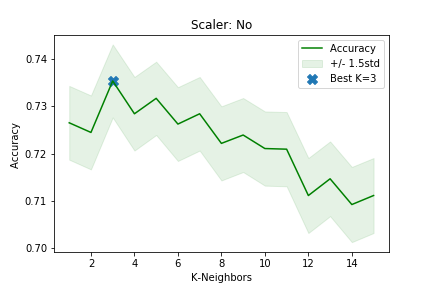 Scaler: No
Accuracy
+/- 1.5std
Best K=3
Accuracy
0.74
0.73
0.72
0.71
0.70
2 4 6 8 10 12 14
K-Neighbors